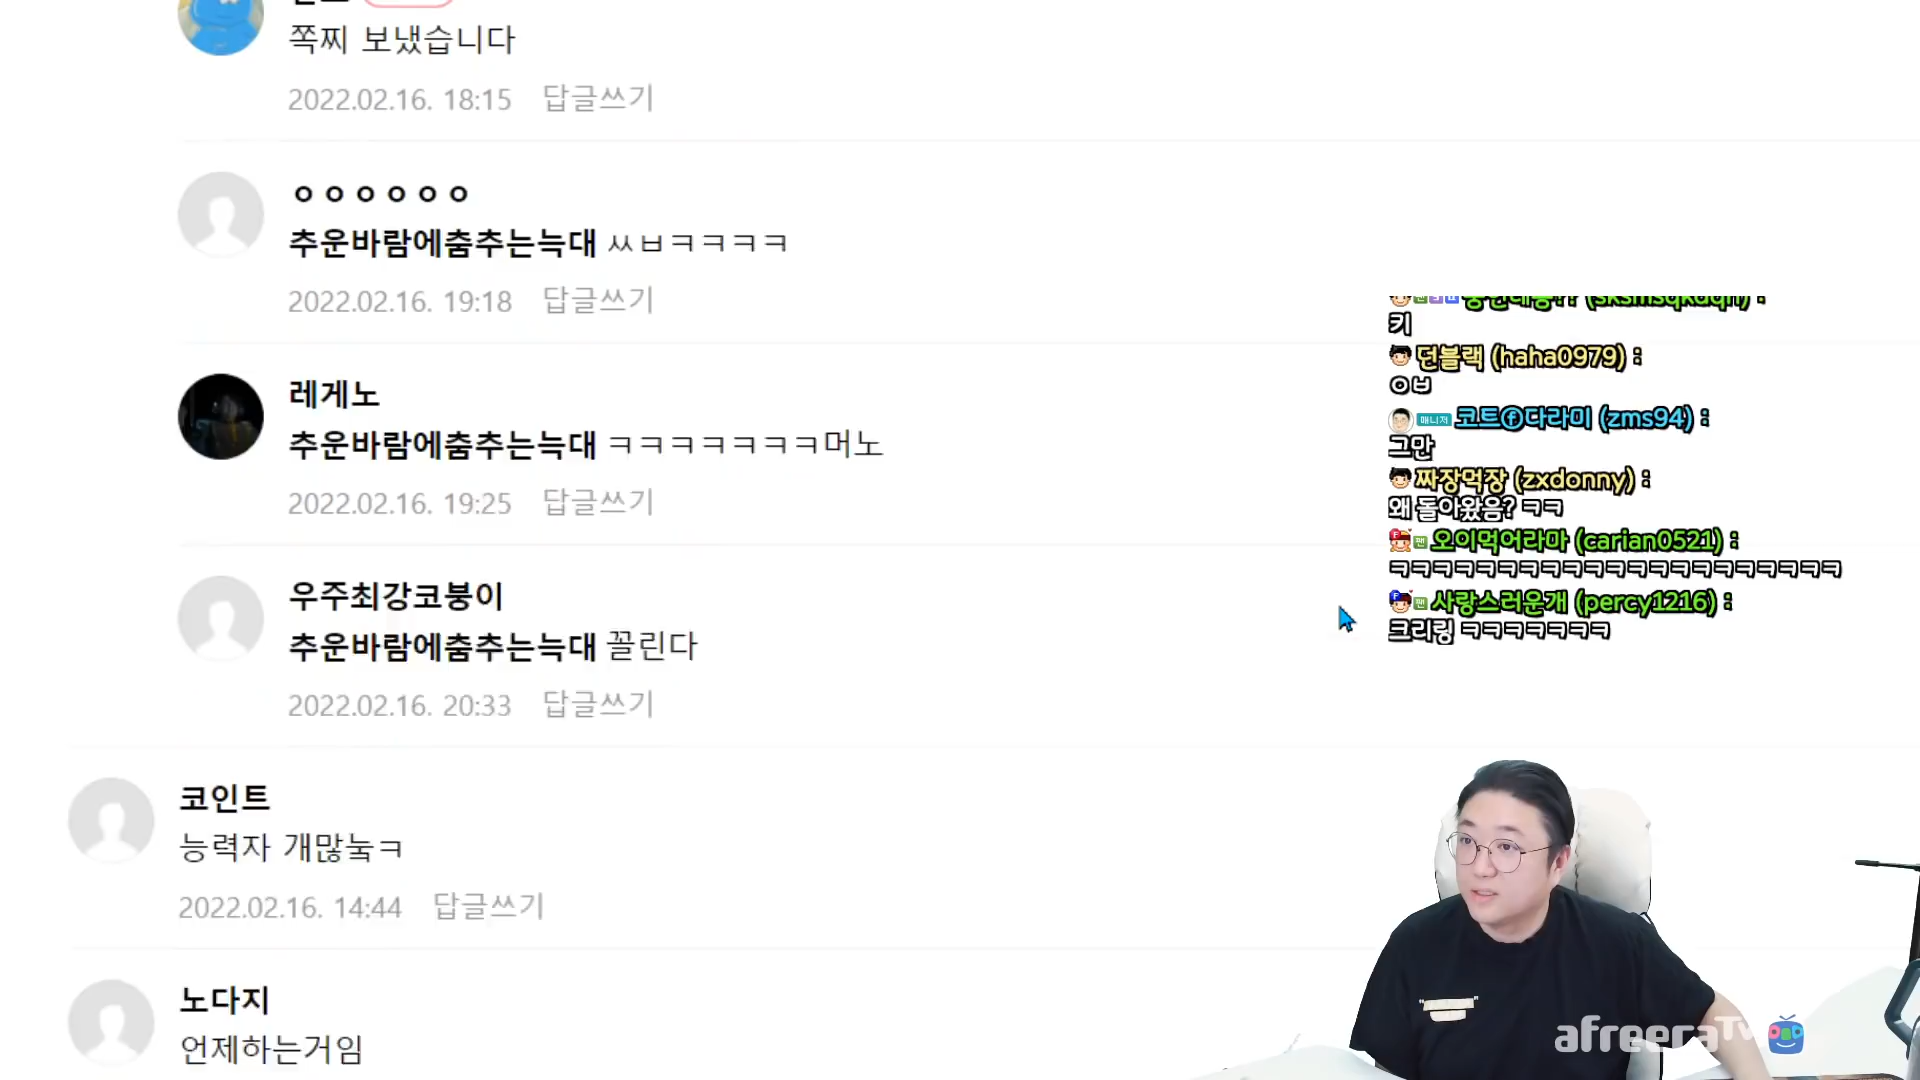 쪽찌 보냈습니다
2022.02.16. 18:15 답글쓰기
ㅇㅇㅇㅇㅇㅇ
추운바람에춤추는늑대 ㅆㅂㅋㅋㅋㅋ
2022.02.16. 19:18 답글쓰기
레게노
추운바람에춤추는늑대 ㅋㅋㅋㅋㅋㅋㅋ머노
2022.02.16. 19:25 답글쓰기
우주최강코붕이
추운바람에춤추는늑대 꼴린다
2022.02.16. 20:33 답글쓰기
코인트
능력자 개많눜ㅋ
2022.02.16. 14:44 답글쓰기
노다지
언제하는거임
키
던블랙 (haha0979) :
ㅇㅂ
매니저 코트ⓕ다라미 (zms94) :
그만
짜장먹장 (zxdonny) :
왜 돌아왔음? ㅋㅋ
팬 오이먹어라마 (carian0521) :
ㅋㅋㅋㅋㅋㅋㅋㅋㅋㅋㅋㅋㅋㅋㅋㅋㅋㅋㅋㅋㅋ
팬 사랑스러운개 (percy1216) :
크리링 ㅋㅋㅋㅋㅋㅋㅋ
afreecaTV